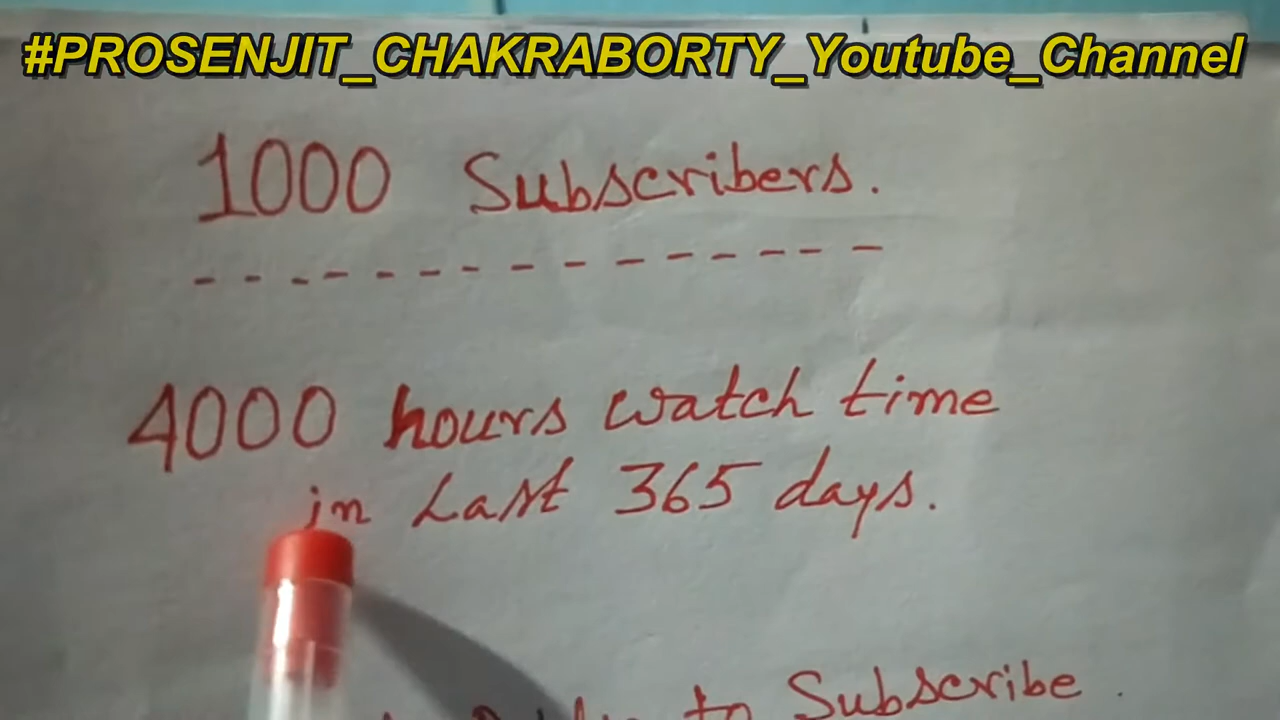 #PROSENJIT_CHAKRABORTY_Youtube_Channel
1000 Subscribers.
4000 hours watch time
in Last 365 days.
to Subscribe.